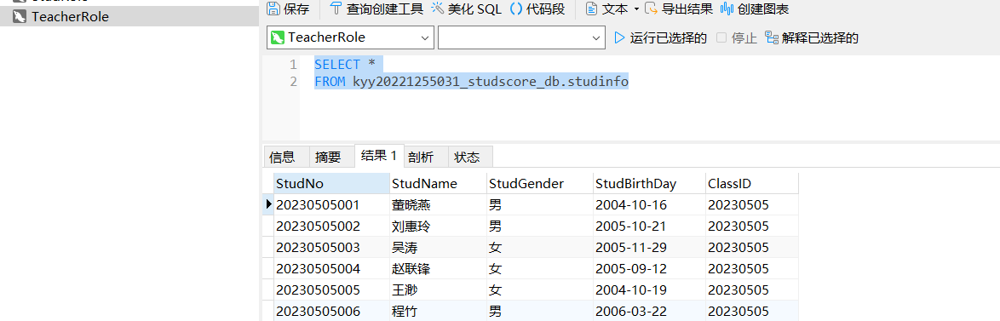 TeacherRole
保存 查询创建工具 美化 SQL () 代码段 文本 导出结果 创建图表
TeacherRole 运行已选择的 停止 解释已选择的
1 SELECT *
2 FROM kyy20221255031_studscore_db.studinfo
信息 摘要 结果 1 剖析 状态
StudNo StudName StudGender StudBirthDay ClassID
20230505001 董晓燕 男 2004-10-16 20230505
20230505002 刘惠玲 男 2005-10-21 20230505
20230505003 吴涛 女 2005-11-29 20230505
20230505004 赵联锋 女 2005-09-12 20230505
20230505005 王渺 女 2004-10-19 20230505
20230505006 程竹 男 2006-03-22 20230505